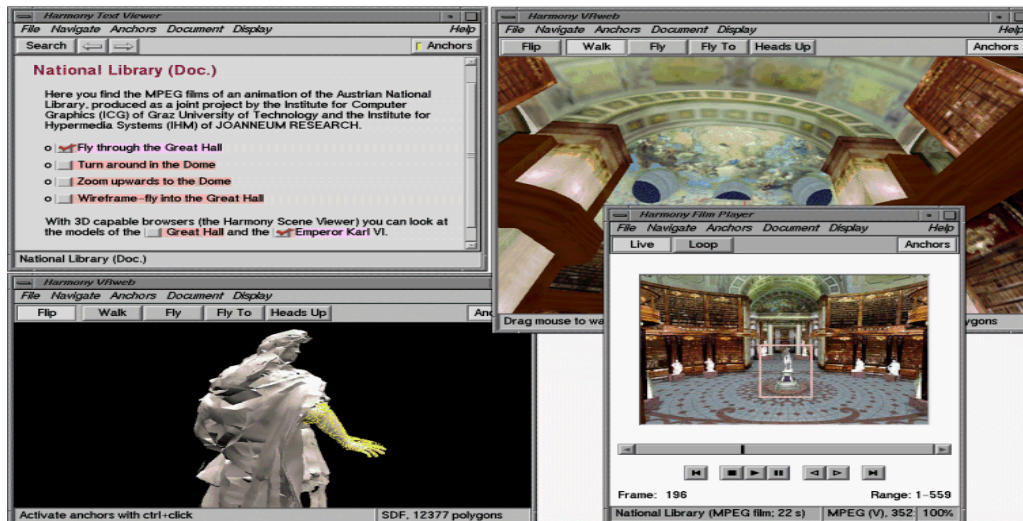 Harmony Text Viewer
File Navigate Anchors Document Display Help
Search Anchors
National Library (Doc.)
Here you find the MPEG films of an animation of the Austrian National
Library, produced as a joint project by the Institute for Computer
Graphics (ICG) of Graz University of Technology and the Institute for
Hypermedia Systems (IHM) of JOANNEUM RESEARCH.
o Fly through the Great Hall
o Turn around in the Dome
o Zoom upwards to the Dome
o Wireframe-fly into the Great Hall
With 3D capable browsers (the Harmony Scene Viewer) you can look at
the models of the Great Hall and the Emperor Karl VI.
National Library (Doc.)
Harmony VRweb
File Navigate Anchors Document Display Help
Flip Walk Fly Fly To Heads Up Anchors
Drag mouse to wa
ygons
Harmony VRweb
File Navigate Anchors Document Display
Flip Walk Fly Fly To Heads Up Anc
Activate anchors with ctrl+click SDF, 12377 polygons
Harmony Film Player
File Navigate Anchors Document Display Help
Live Loop Anchors
Frame: 196 Range: 1-559
National Library (MPEG film; 22 s) MPEG (V), 352: 100%